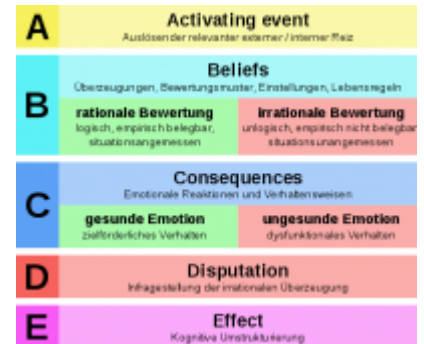 A
Activating event
Auslösender relevanter externer / interner Reiz
B
Beliefs
Überzeugungen, Bewertungsmuster, Einstellungen, Lebensregeln
rationale Bewertung
logisch, empirisch belegbar,
situationsangemessen
irrationale Bewertung
unlogisch, empirisch nicht belegbar
situationsunangemessen
C
Consequences
Emotionale Reaktionen und Verhaltensweisen
gesunde Emotion
zielförderliches Verhalten
ungesunde Emotion
dysfunktionales Verhalten
D
Disputation
Infragestellung der irrationalen Überzeugung
E
Effect
Kognitive Umstrukturierung